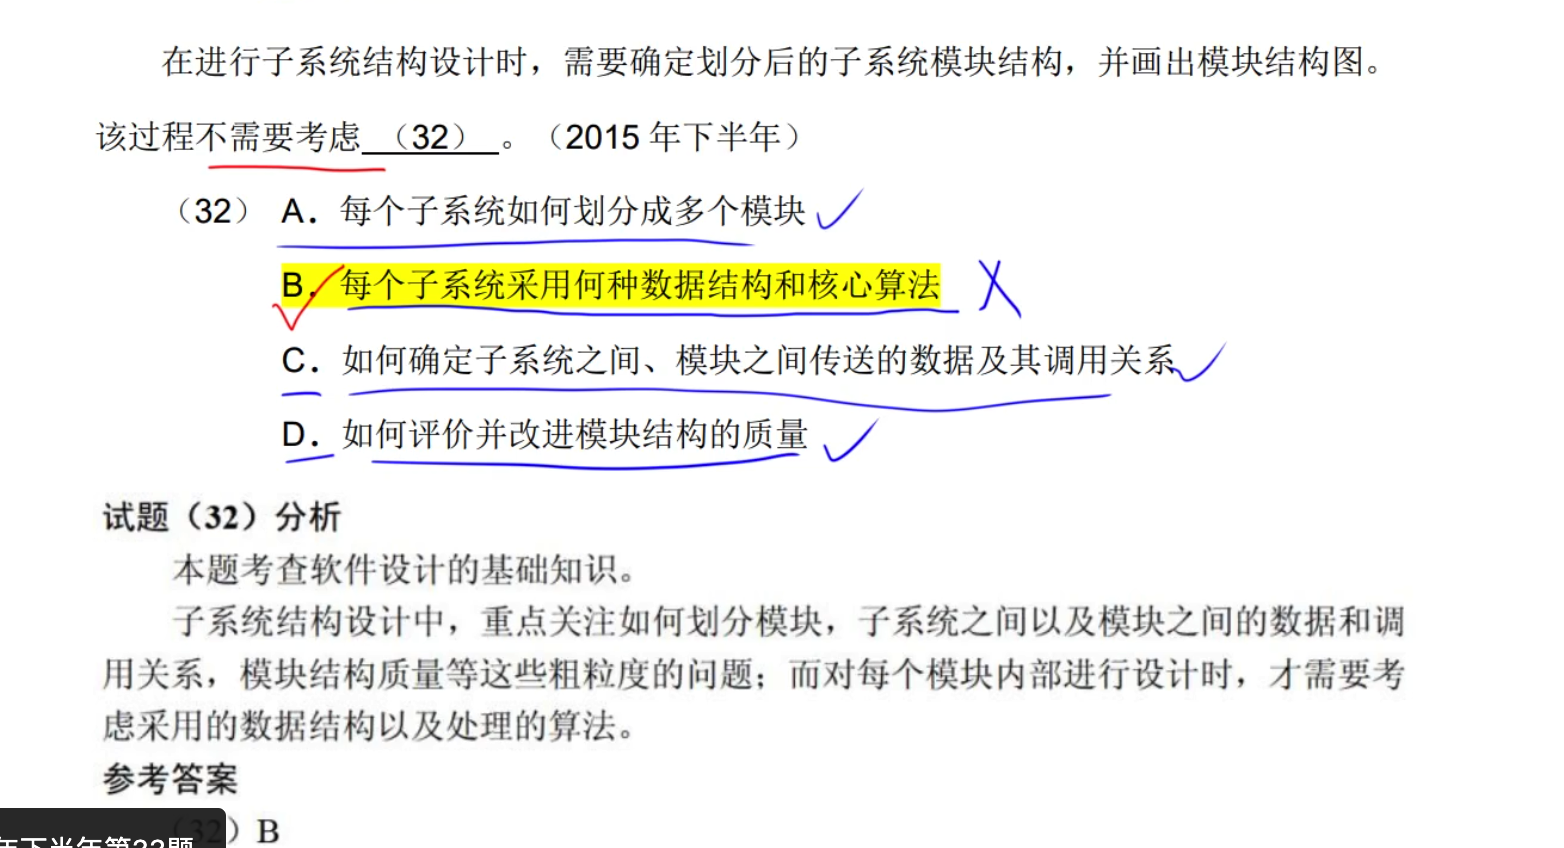 在进行子系统结构设计时，需要确定划分后的子系统模块结构，并画出模块结构图。
该过程不需要考虑 （32） 。（2015 年下半年）
（32） A．每个子系统如何划分成多个模块
B．每个子系统采用何种数据结构和核心算法
C．如何确定子系统之间、模块之间传送的数据及其调用关系
D．如何评价并改进模块结构的质量
试题（32）分析
本题考查软件设计的基础知识。
子系统结构设计中，重点关注如何划分模块，子系统之间以及模块之间的数据和调
用关系，模块结构质量等这些粗粒度的问题；而对每个模块内部进行设计时，才需要考
虑采用的数据结构以及处理的算法。
参考答案
（32）B
年下半年第32题